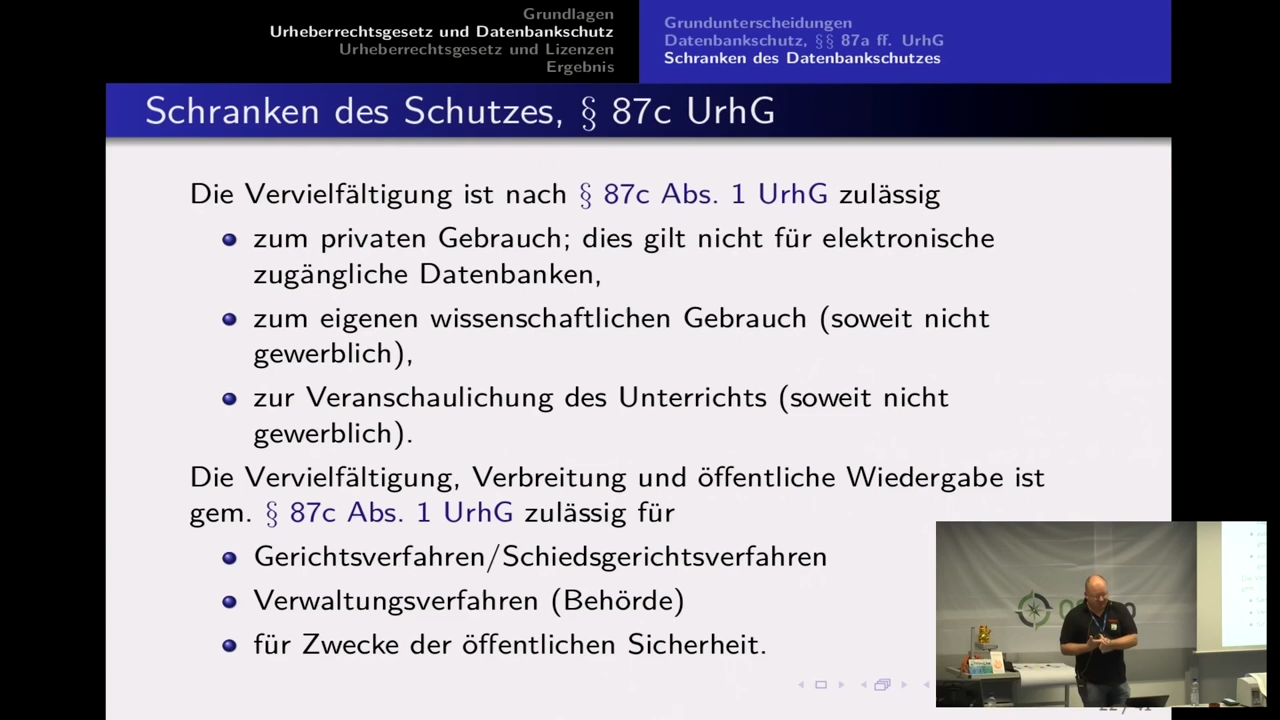 Grundlagen
Urheberrechtsgesetz und Datenbankschutz
Urheberrechtsgesetz und Lizenzen
Ergebnis
Grundunterscheidungen
Datenbankschutz, §§ 87a ff. UrhG
Schranken des Datenbankschutzes
Schranken des Schutzes, § 87c UrhG
Die Vervielfältigung ist nach § 87c Abs. 1 UrhG zulässig
zum privaten Gebrauch; dies gilt nicht für elektronische
zugängliche Datenbanken,
zum eigenen wissenschaftlichen Gebrauch (soweit nicht
gewerblich),
zur Veranschaulichung des Unterrichts (soweit nicht
gewerblich).
Die Vervielfältigung, Verbreitung und öffentliche Wiedergabe ist
gem. § 87c Abs. 1 UrhG zulässig für
Gerichtsverfahren/Schiedsgerichtsverfahren
Verwaltungsverfahren (Behörde)
für Zwecke der öffentlichen Sicherheit.